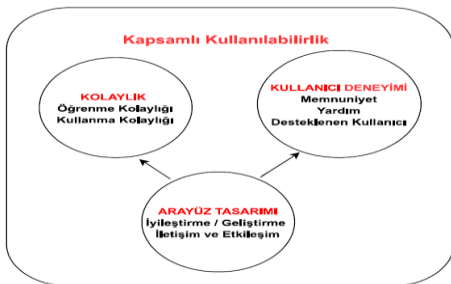 Kapsamlı Kullanılabilirlik
KOLAYLIK
Öğrenme Kolaylığı
Kullanma Kolaylığı
KULLANICI DENEYİMİ
Memnuniyet
Yardım
Desteklenen Kullanıcı
ARAYÜZ TASARIMI
İyileştirme / Geliştirme
İletişim ve Etkileşim